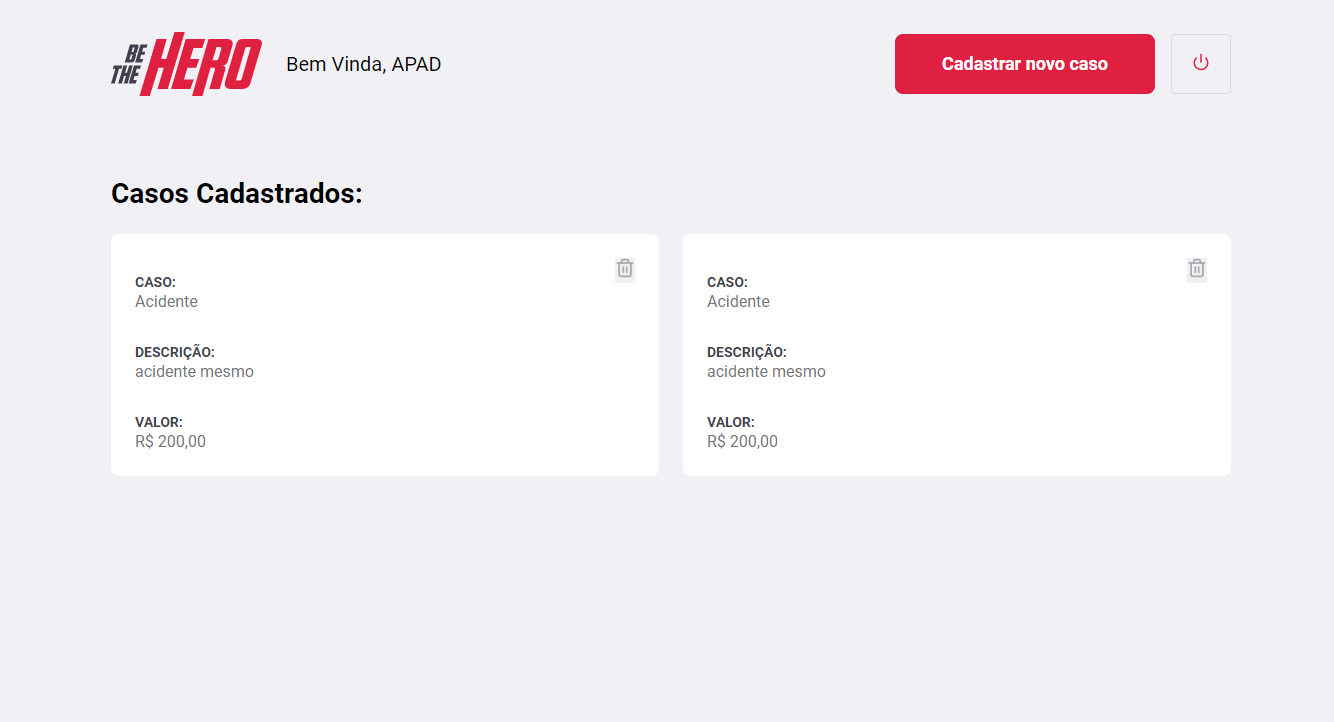 BE THE HERO
Bem Vinda, APAD
Cadastrar novo caso
Casos Cadastrados:
CASO:
Acidente
DESCRIÇÃO:
acidente mesmo
VALOR:
R$ 200,00
CASO:
Acidente
DESCRIÇÃO:
acidente mesmo
VALOR:
R$ 200,00